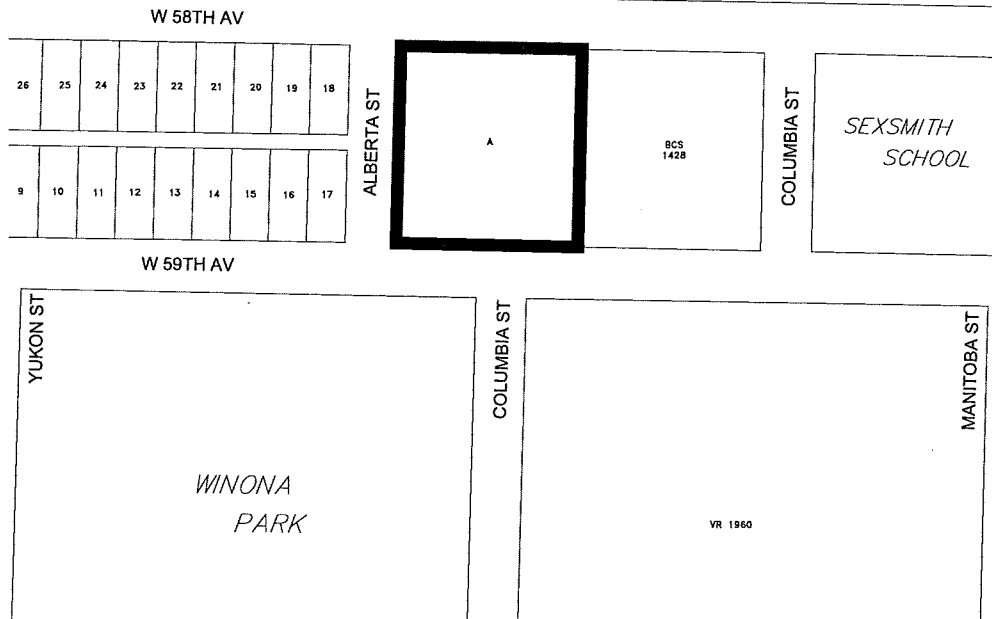 W 58TH AV
26 25 24 23 22 21 20 19 18
ALBERTA ST
A
BCS
1428
COLUMBIA ST
SEXSMITH
SCHOOL
9 10 11 12 13 14 15 16 17
W 59TH AV
YUKON ST
COLUMBIA ST
MANITOBA ST
WINONA
PARK
VR 1960